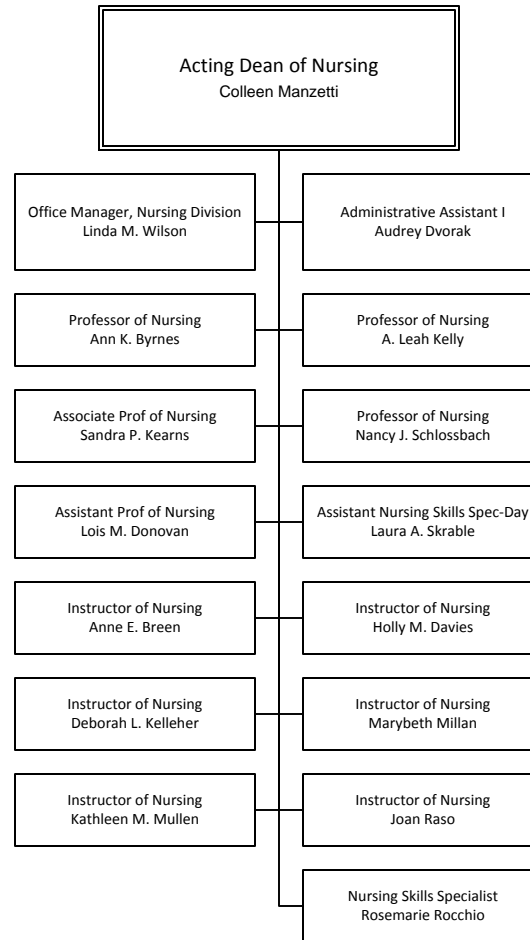 Acting Dean of Nursing
Colleen Manzetti
Office Manager, Nursing Division
Linda M. Wilson
Administrative Assistant I
Audrey Dvorak
Professor of Nursing
Ann K. Byrnes
Professor of Nursing
A. Leah Kelly
Associate Prof of Nursing
Sandra P. Kearns
Professor of Nursing
Nancy J. Schlossbach
Assistant Prof of Nursing
Lois M. Donovan
Assistant Nursing Skills Spec-Day
Laura A. Skrable
Instructor of Nursing
Anne E. Breen
Instructor of Nursing
Holly M. Davies
Instructor of Nursing
Deborah L. Kelleher
Instructor of Nursing
Marybeth Millan
Instructor of Nursing
Kathleen M. Mullen
Instructor of Nursing
Joan Raso
Nursing Skills Specialist
Rosemarie Rocchio